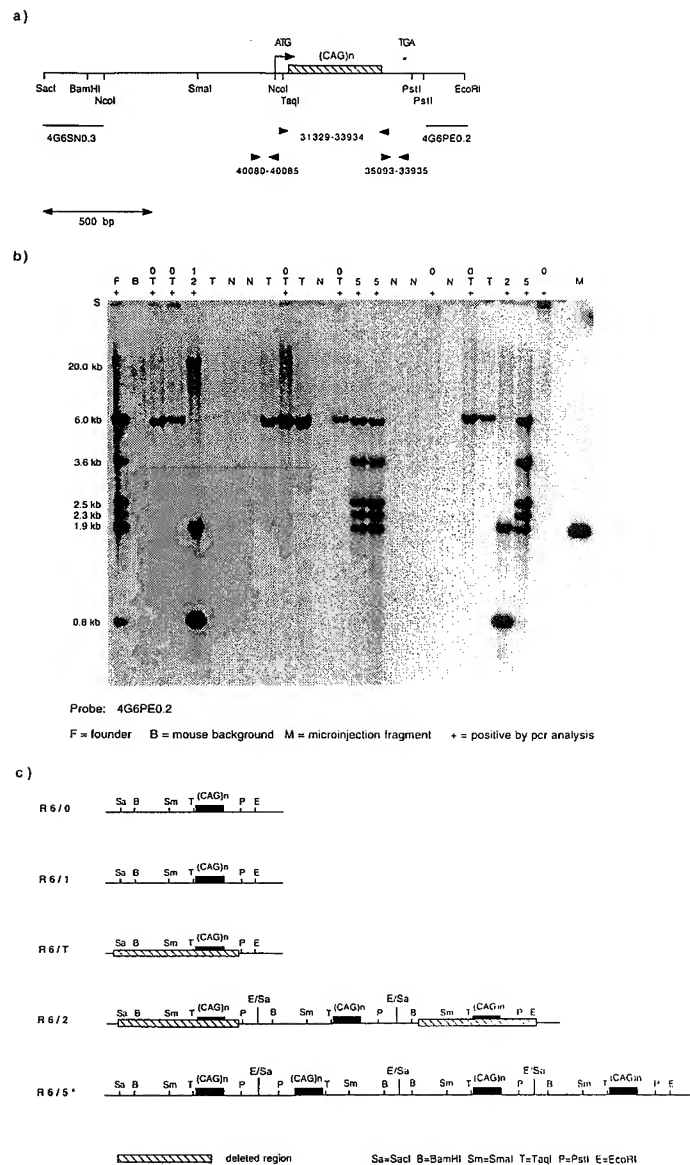 a)
ATG (CAG)n TGA
SacI BamHI NcoI SmaI NcoI TaqI PstI PstI EcoRI
4G6SN0.3 31329-33934 4G6PE0.2
40080-40085 35093-33935
500 bp
b)
0 0 1 0 0 0 0 0
F B T T 2 T N N T T T N T 5 5 N N N T T 2 5 M
+ + + + + + + + + + + + +
S
20.0 kb
6.0 kb
3.6 kb
2.5 kb
2.3 kb
1.9 kb
0.8 kb
Probe: 4G6PE0.2
F = founder B = mouse background M = microinjection fragment + = positive by pcr analysis
c)
(CAG)n
R6/0 Sa B Sm T P E
(CAG)n
R6/1 Sa B Sm T P E
(CAG)n
R6/T Sa B Sm T P E
(CAG)n E/Sa (CAG)n E/Sa (CAG)n
R6/2 Sa B Sm T P B Sm T P B Sm T P E
(CAG)n E/Sa (CAG)n E/Sa (CAG)n E/Sa (CAG)n
R6/5* Sa B Sm T P P T Sm B B Sm T P B Sm T P E
deleted region Sa=SacI B=BamHI Sm=SmaI T=TaqI P=PstI E=EcoRI